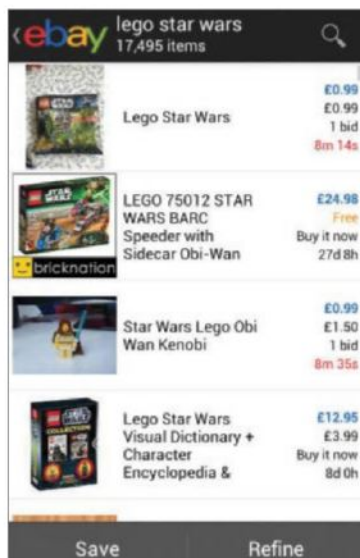 ebay
lego star wars
17,495 items
Lego Star Wars
£0.99
£0.99
1 bid
8m 14s
LEGO 75012 STAR
WARS BARC
Speeder with
Sidecar Obi-Wan
£24.98
Free
Buy it now
27d 8h
bricknation
Star Wars Lego Obi
Wan Kenobi
£0.99
£1.50
1 bid
8m 35s
Lego Star Wars
Visual Dictionary +
Character
Encyclopedia &
£12.95
£3.99
Buy it now
8d 0h
STAR WARS
COLLECTION
Save
Refine